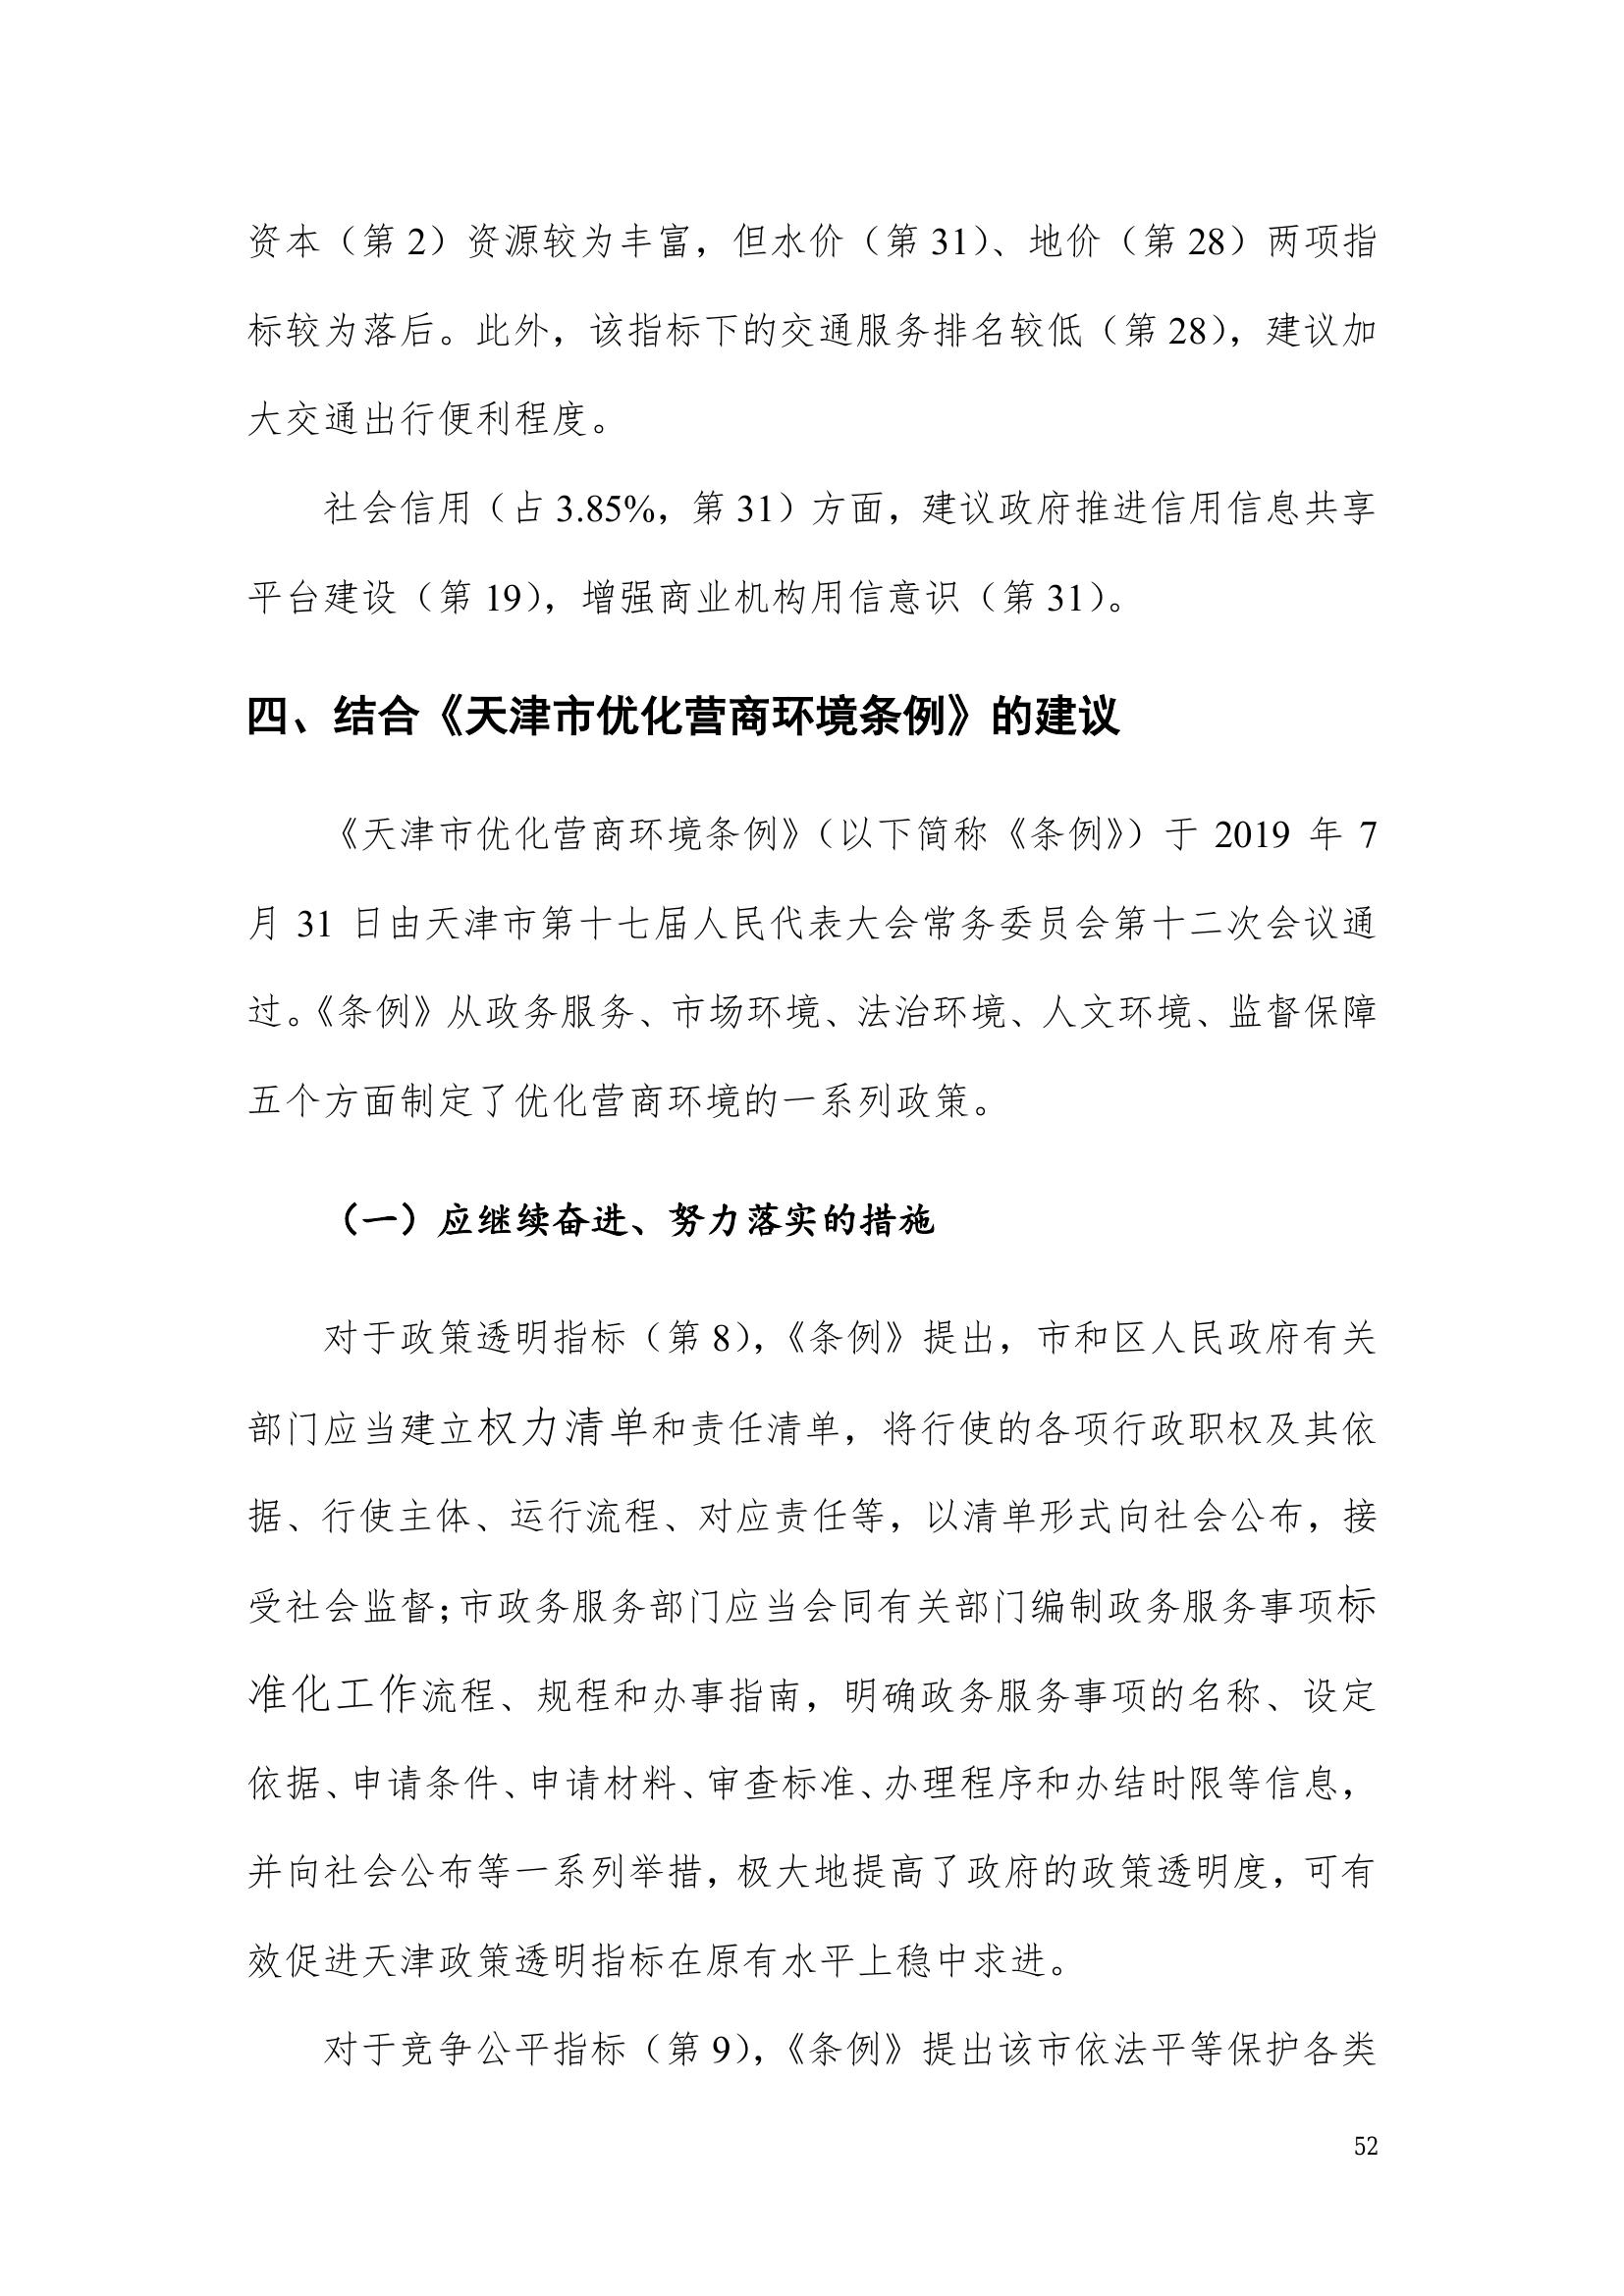 资本（第 2）资源较为丰富，但水价（第 31）、地价（第 28）两项指
标较为落后。此外，该指标下的交通服务排名较低（第 28），建议加
大交通出行便利程度。
社会信用（占 3.85%，第 31）方面，建议政府推进信用信息共享
平台建设（第 19），增强商业机构用信意识（第 31）。
四、结合《天津市优化营商环境条例》的建议
《天津市优化营商环境条例》（以下简称《条例》）于 2019 年 7
月 31 日由天津市第十七届人民代表大会常务委员会第十二次会议通
过。《条例》从政务服务、市场环境、法治环境、人文环境、监督保障
五个方面制定了优化营商环境的一系列政策。
（一）应继续奋进、努力落实的措施
对于政策透明指标（第 8），《条例》提出，市和区人民政府有关
部门应当建立权力清单和责任清单，将行使的各项行政职权及其依
据、行使主体、运行流程、对应责任等，以清单形式向社会公布，接
受社会监督；市政务服务部门应当会同有关部门编制政务服务事项标
准化工作流程、规程和办事指南，明确政务服务事项的名称、设定
依据、申请条件、申请材料、审查标准、办理程序和办结时限等信息，
并向社会公布等一系列举措，极大地提高了政府的政策透明度，可有
效促进天津政策透明指标在原有水平上稳中求进。
对于竞争公平指标（第 9），《条例》提出该市依法平等保护各类
52